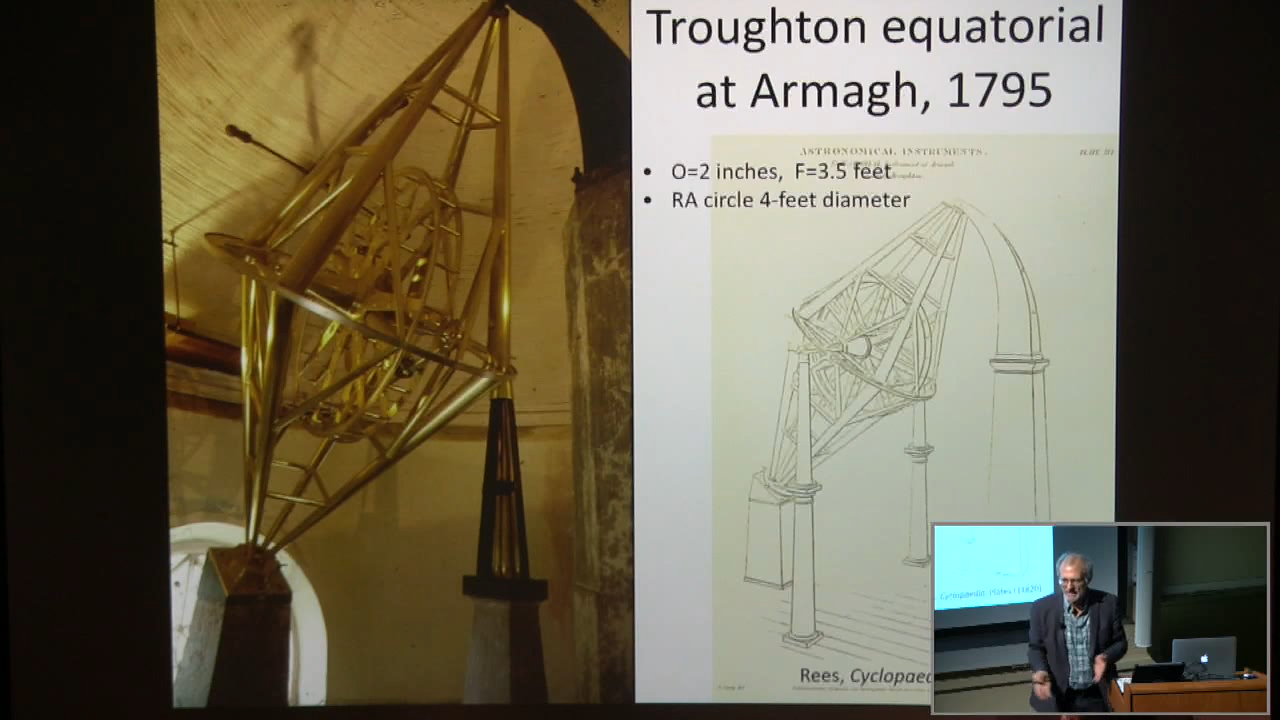 Troughton equatorial
at Armagh, 1795
ASTRONOMICAL INSTRUMENTS.
• O=2 inches, F=3.5 feet
• RA circle 4-feet diameter
Rees, Cyclopaed
Cyclopaedia, Plates